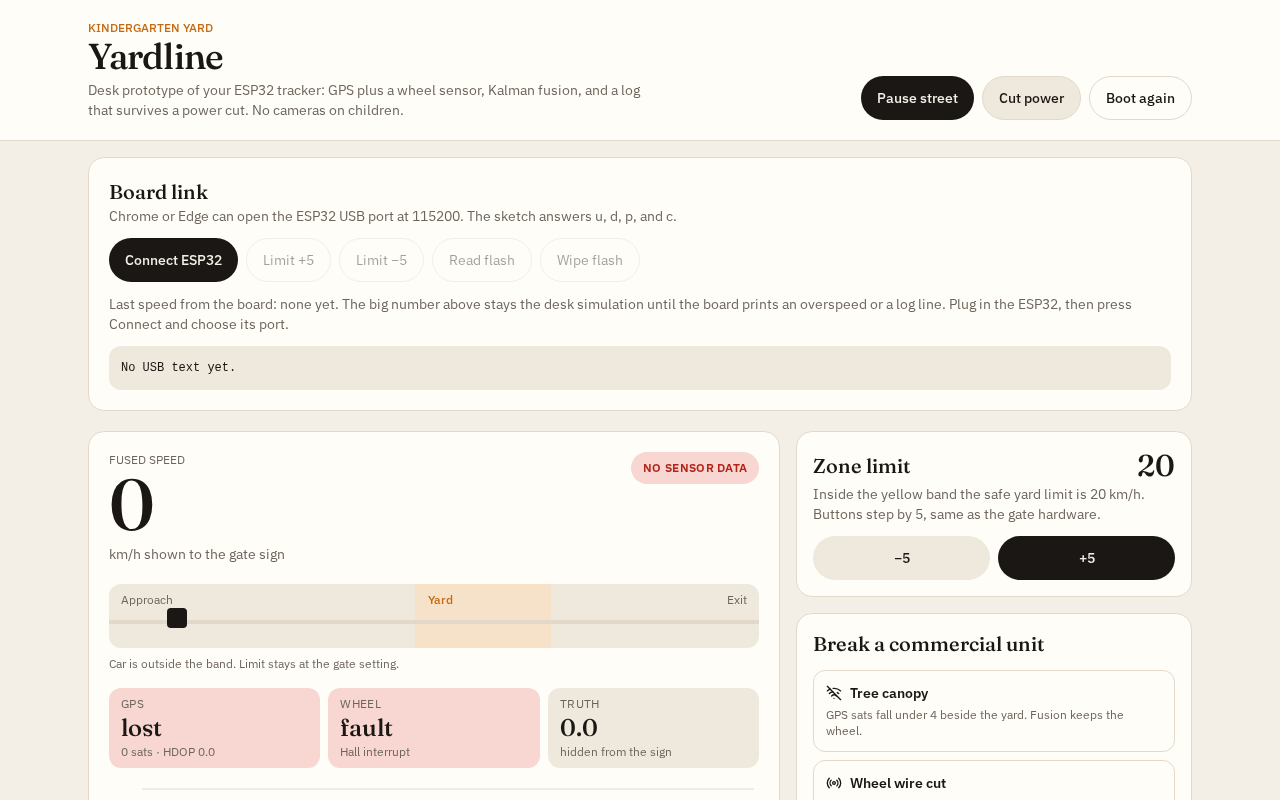 KINDERGARTEN YARD
Yardline
Desk prototype of your ESP32 tracker: GPS plus a wheel sensor, Kalman fusion, and a log
that survives a power cut. No cameras on children.
Pause street
Cut power
Boot again
Board link
Chrome or Edge can open the ESP32 USB port at 115200. The sketch answers u, d, p, and c.
Connect ESP32
Limit +5
Limit −5
Read flash
Wipe flash
Last speed from the board: none yet. The big number above stays the desk simulation until the board prints an overspeed or a log line. Plug in the ESP32, then press
Connect and choose its port.
No USB text yet.
FUSED SPEED
NO SENSOR DATA
0
km/h shown to the gate sign
Approach
Yard
Exit
Car is outside the band. Limit stays at the gate setting.
GPS
lost
0 sats · HDOP 0.0
WHEEL
fault
Hall interrupt
TRUTH
0.0
hidden from the sign
Zone limit
20
Inside the yellow band the safe yard limit is 20 km/h.
Buttons step by 5, same as the gate hardware.
−5
+5
Break a commercial unit
Tree canopy
GPS sats fall under 4 beside the yard. Fusion keeps the
wheel.
Wheel wire cut